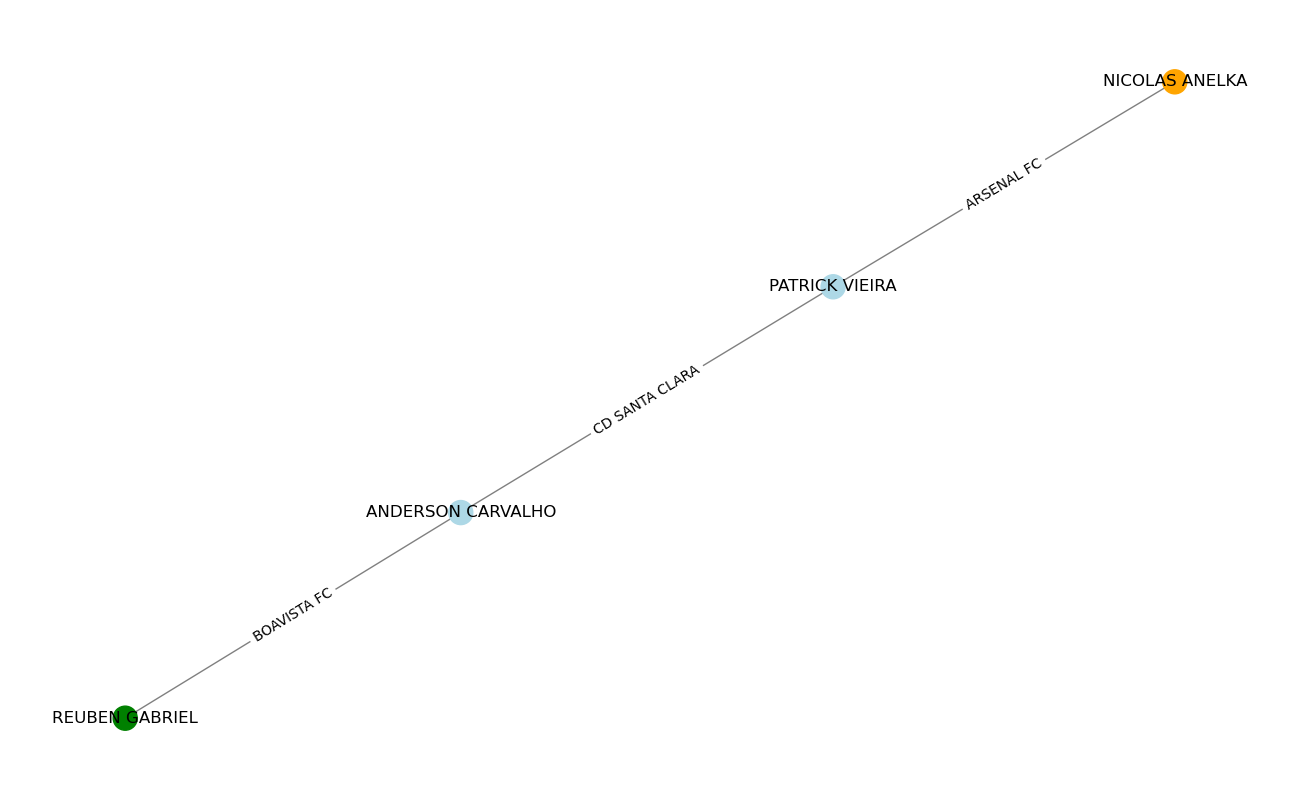 NICOLAS ANELKA
ARSENAL FC
PATRICK VIEIRA
CD SANTA CLARA
ANDERSON CARVALHO
BOAVISTA FC
REUBEN GABRIEL